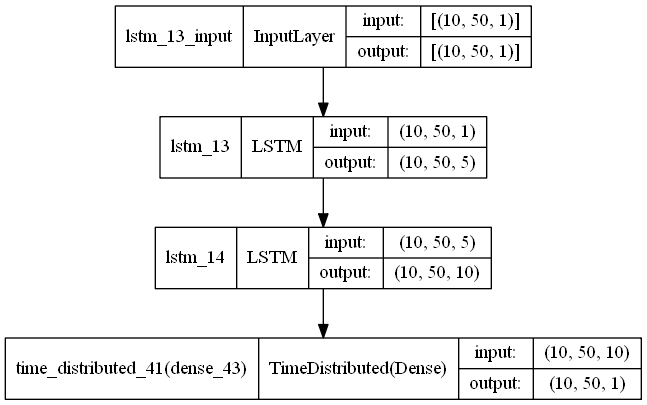 lstm_13_input InputLayer input: [(10, 50, 1)]
output: [(10, 50, 1)]
lstm_13 LSTM input: (10, 50, 1)
output: (10, 50, 5)
lstm_14 LSTM input: (10, 50, 5)
output: (10, 50, 10)
time_distributed_41(dense_43) TimeDistributed(Dense) input: (10, 50, 10)
output: (10, 50, 1)